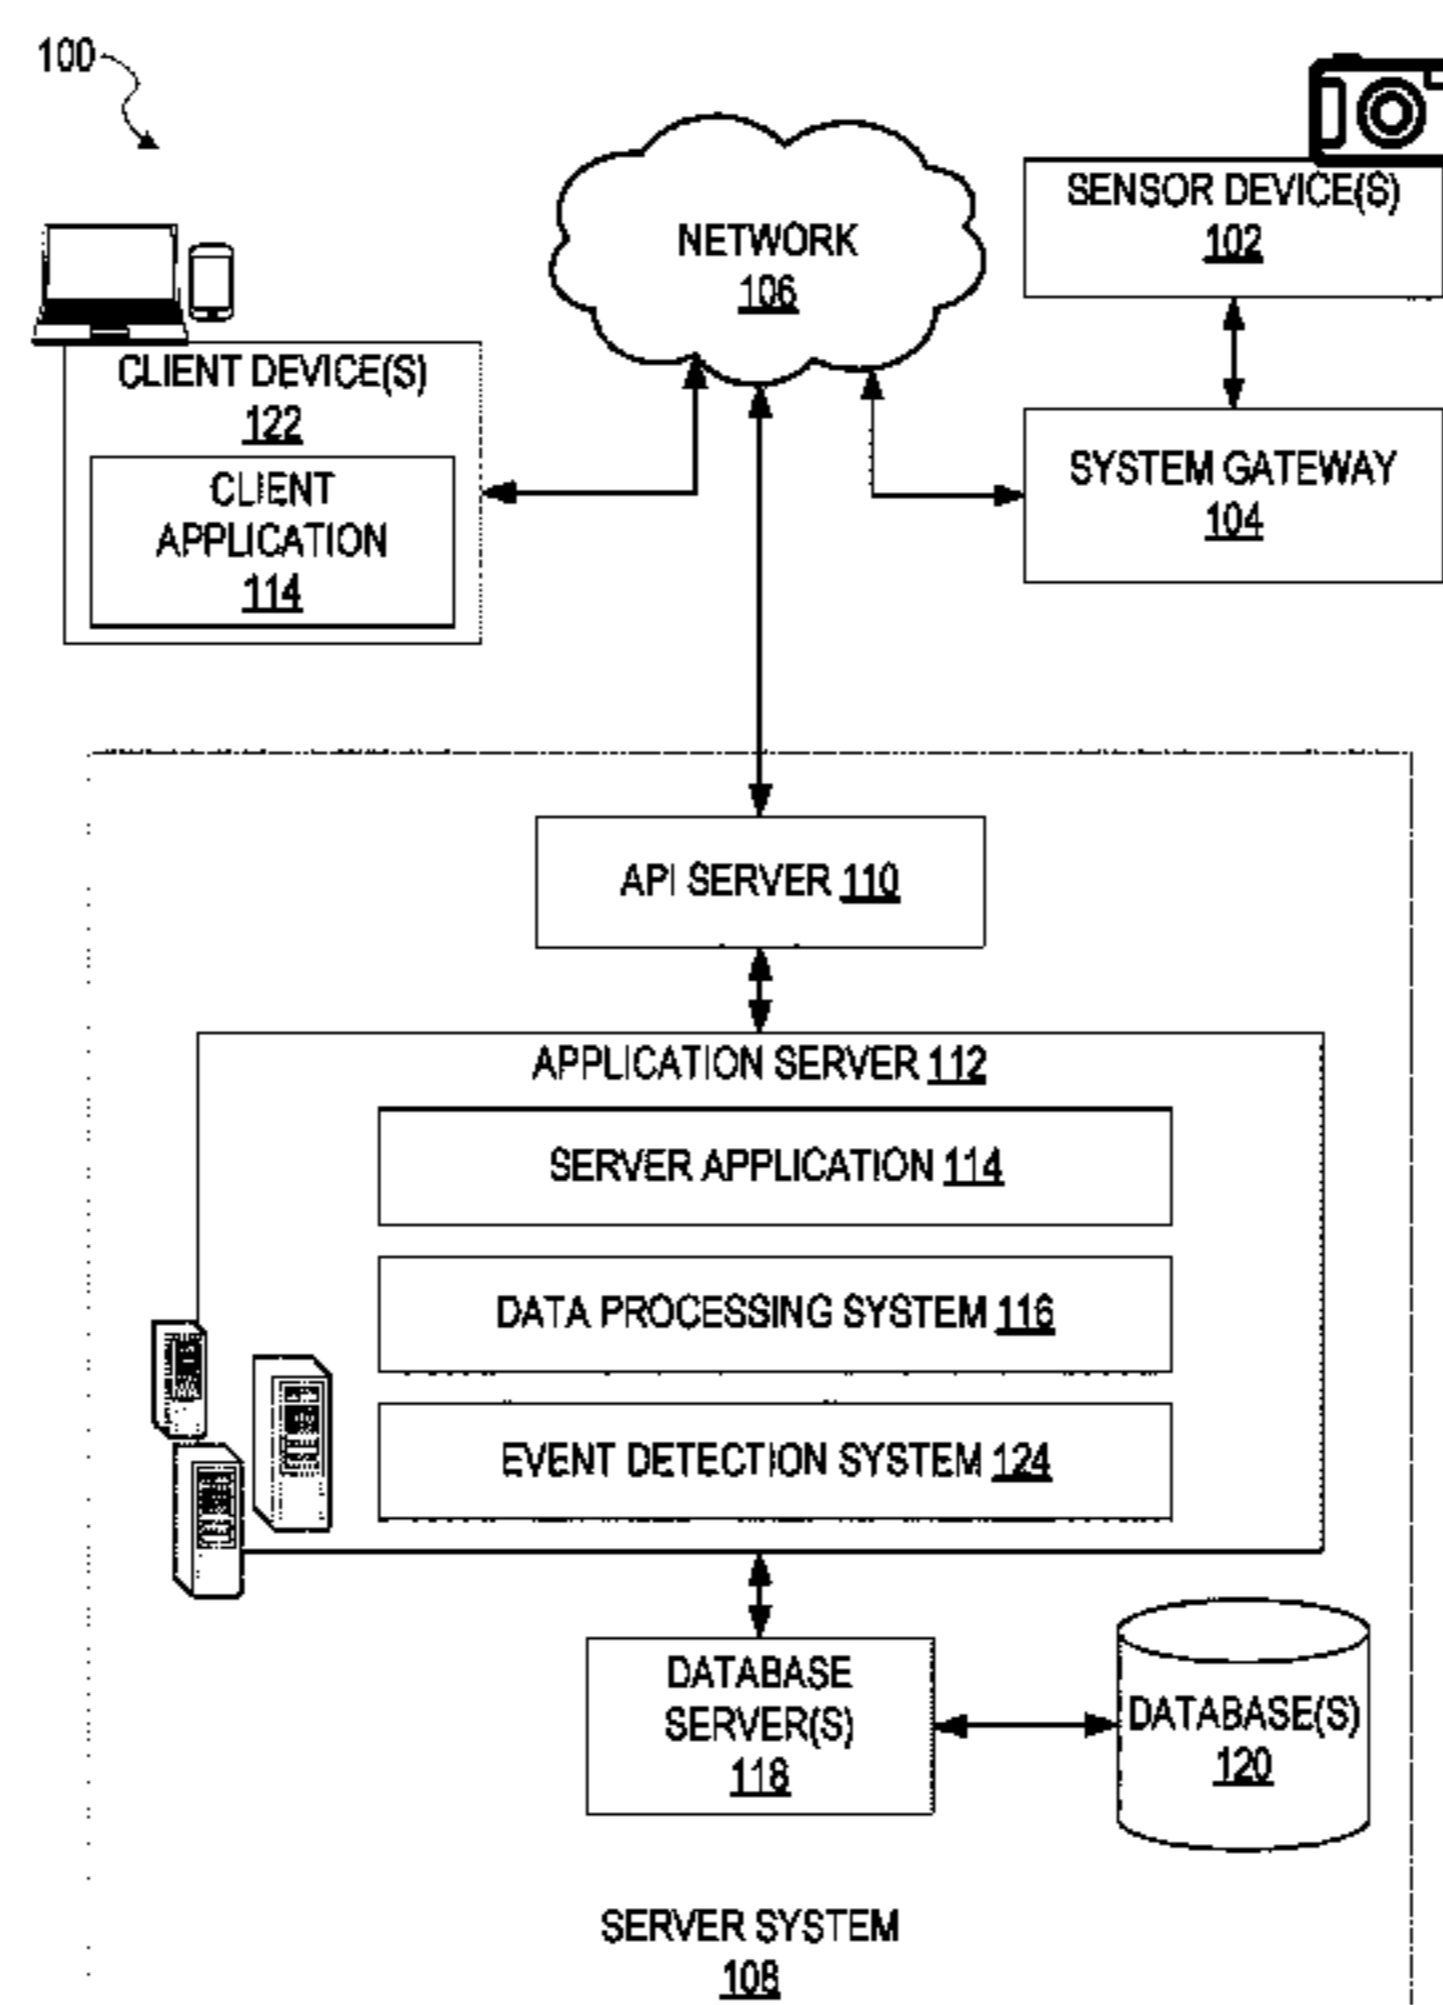 100
NETWORK
106
SENSOR DEVICE(S)
102
CLIENT DEVICE(S)
122
CLIENT
APPLICATION
114
SYSTEM GATEWAY
104
API SERVER 110
APPLICATION SERVER 112
SERVER APPLICATION 114
DATA PROCESSING SYSTEM 116
EVENT DETECTION SYSTEM 124
DATABASE
SERVER(S)
118
DATABASE(S)
120
SERVER SYSTEM
108